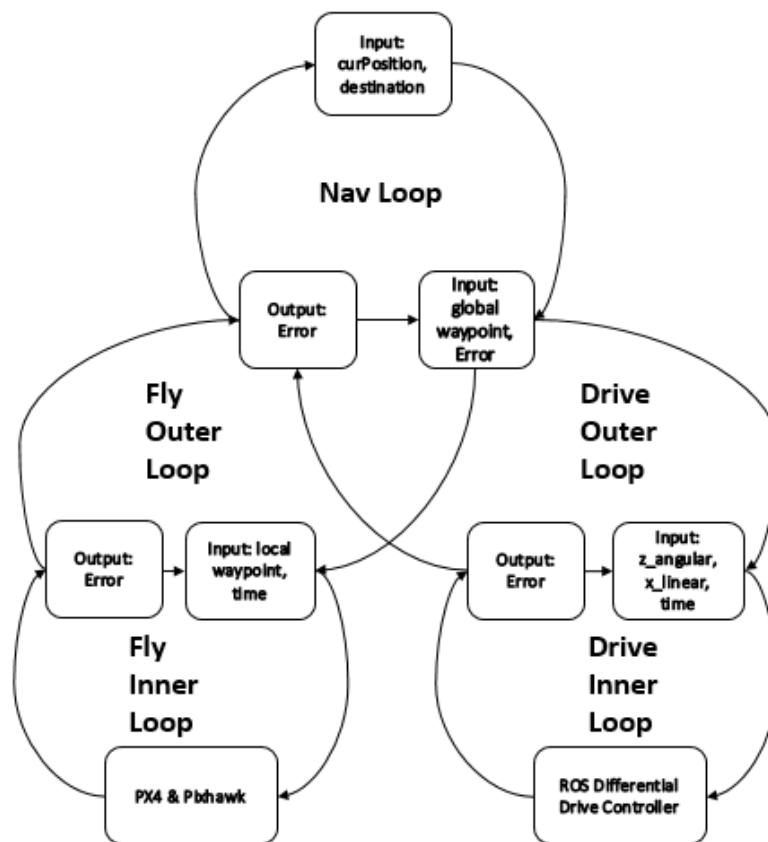 Input:
curPosition,
destination
Nav Loop
Output:
Error
Input:
global
waypoint,
Error
Fly
Outer
Loop
Drive
Outer
Loop
Output:
Error
Input: local
waypoint,
time
Output:
Error
Input:
z_angular,
x_linear,
time
Fly
Inner
Loop
Drive
Inner
Loop
PX4 & Pixhawk
ROS Differential
Drive Controller